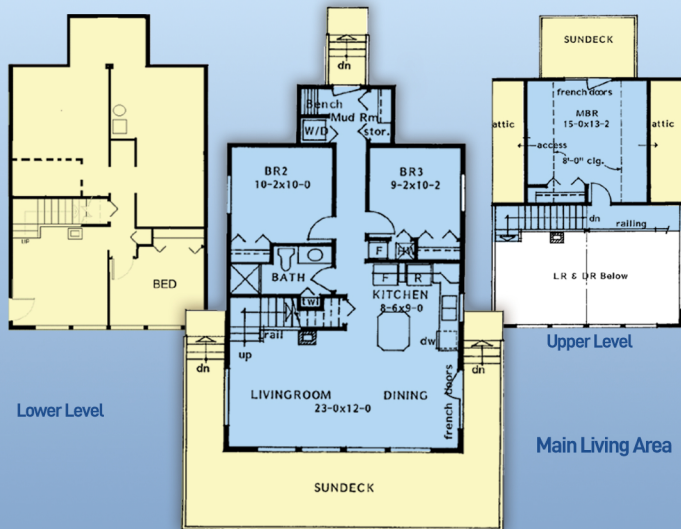 up
BED
Lower Level
dn
Bench
Mud Rm
W/D
stor.
BR2
10-2x10-0
BR3
9-2x10-2
F
HW
BATH
F
R
twl
KITCHEN
8-6x9-0
rail
up
dw
dn
dn
LIVINGROOM
DINING
23-0x12-0
french doors
SUNDECK
Main Living Area
SUNDECK
french doors
MBR
15-0x13-2
attic
attic
access
8'-0" clg.
dn
railing
LR & DR Below
Upper Level